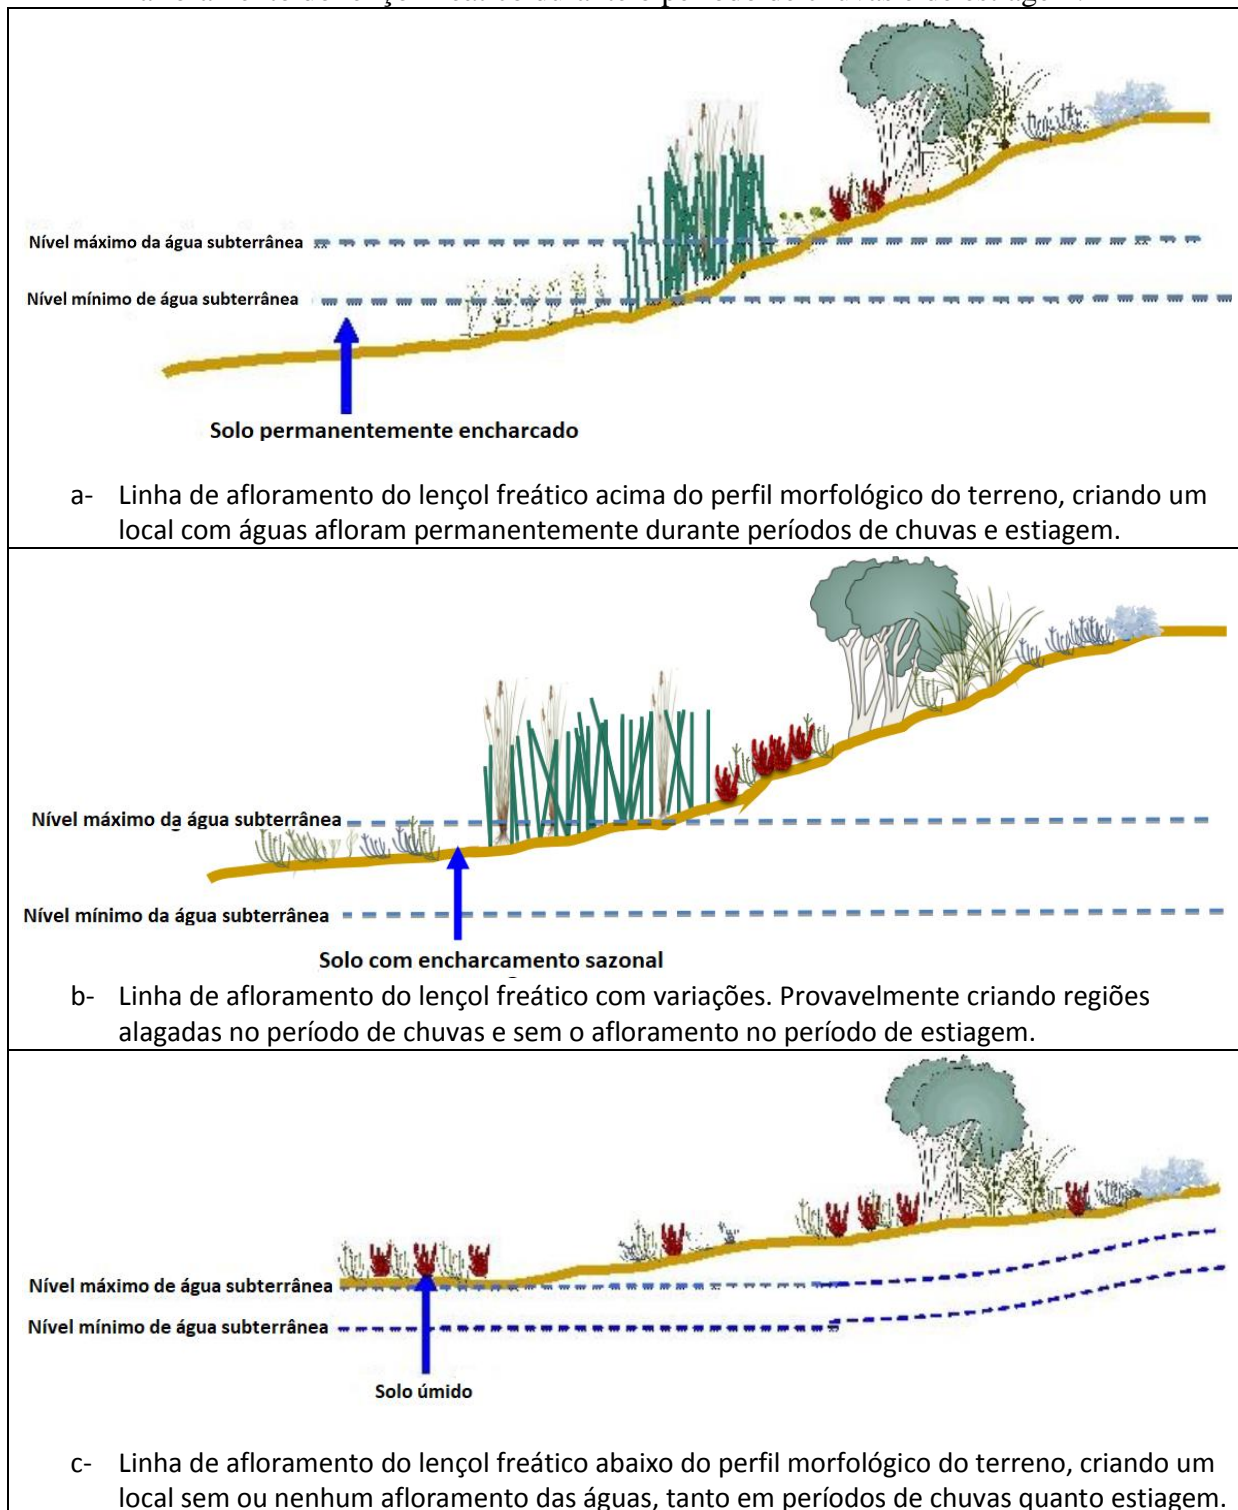 Nível máximo da água subterrânea
Nível mínimo de água subterrânea
Solo permanentemente encharcado
a- Linha de afloramento do lençol freático acima do perfil morfológico do terreno, criando um
local com águas afloram permanentemente durante períodos de chuvas e estiagem.
Nível máximo da água subterrânea
Nível mínimo da água subterrânea
Solo com encharcamento sazonal
b- Linha de afloramento do lençol freático com variações. Provavelmente criando regiões
alagadas no período de chuvas e sem o afloramento no período de estiagem.
Nível máximo de água subterrânea
Nível mínimo de água subterrânea
Solo úmido
c- Linha de afloramento do lençol freático abaixo do perfil morfológico do terreno, criando um
local sem ou nenhum afloramento das águas, tanto em períodos de chuvas quanto estiagem.